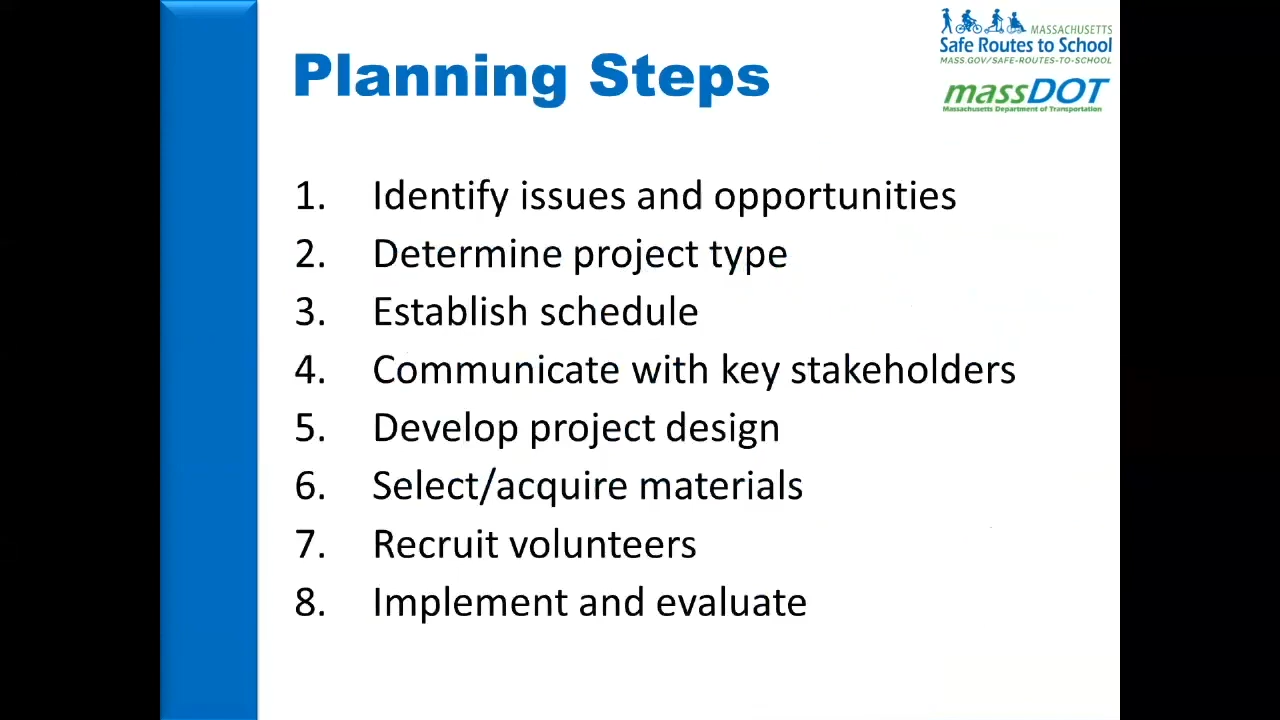 Planning Steps
MASSACHUSETTS
Safe Routes to School
MASS.GOV/SAFE-ROUTES-TO-SCHOOL
massDOT
Massachusetts Department of Transportation
1. Identify issues and opportunities
2. Determine project type
3. Establish schedule
4. Communicate with key stakeholders
5. Develop project design
6. Select/acquire materials
7. Recruit volunteers
8. Implement and evaluate